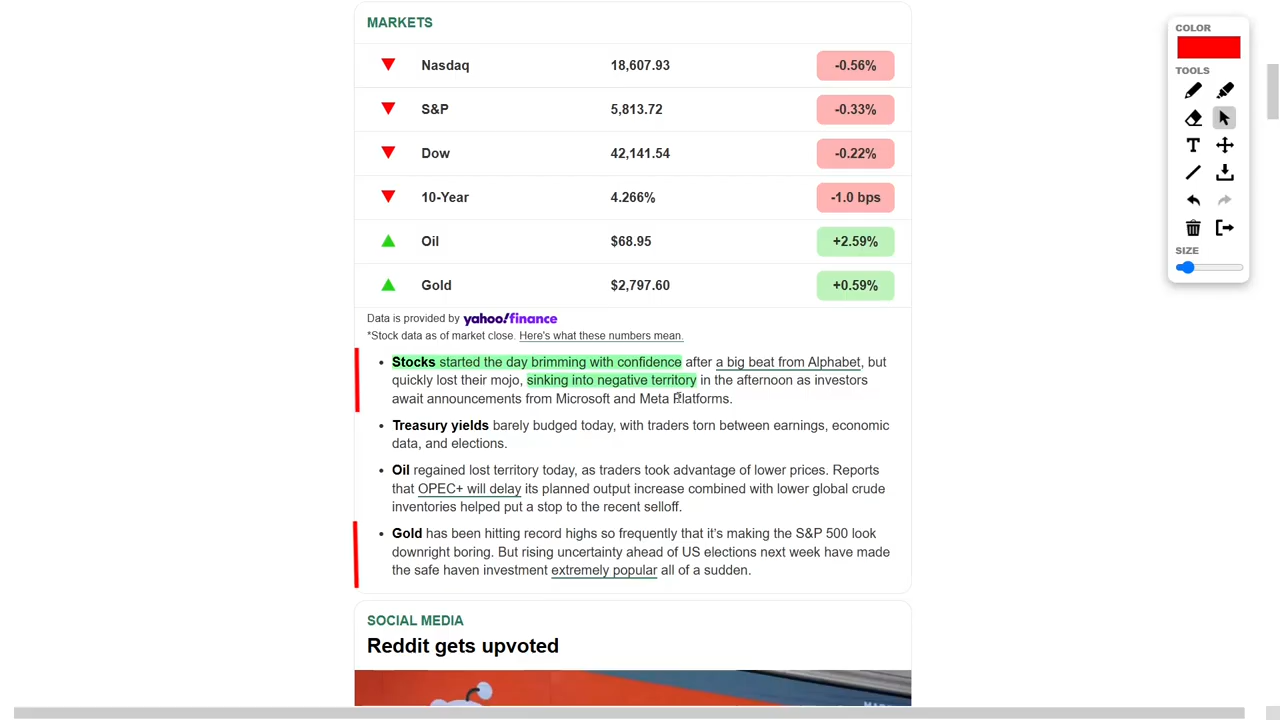 MARKETS
Nasdaq 18,607.93 -0.56%
S&P 5,813.72 -0.33%
Dow 42,141.54 -0.22%
10-Year 4.266% -1.0 bps
Oil $68.95 +2.59%
Gold $2,797.60 +0.59%
Data is provided by yahoo!finance
*Stock data as of market close. Here's what these numbers mean.
• Stocks started the day brimming with confidence after a big beat from Alphabet, but
quickly lost their mojo, sinking into negative territory in the afternoon as investors
await announcements from Microsoft and Meta Platforms.
• Treasury yields barely budged today, with traders torn between earnings, economic
data, and elections.
• Oil regained lost territory today, as traders took advantage of lower prices. Reports
that OPEC+ will delay its planned output increase combined with lower global crude
inventories helped put a stop to the recent selloff.
• Gold has been hitting record highs so frequently that it's making the S&P 500 look
downright boring. But rising uncertainty ahead of US elections next week have made
the safe haven investment extremely popular all of a sudden.
SOCIAL MEDIA
Reddit gets upvoted
COLOR
TOOLS
T
SIZE